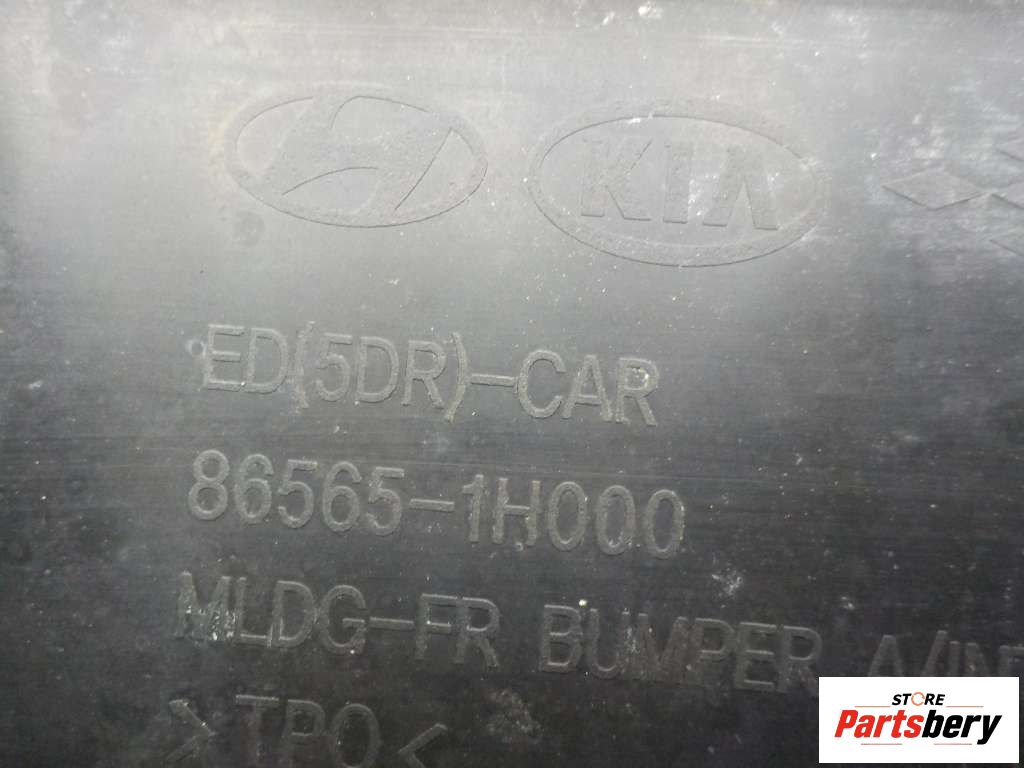 KIA
ED(5DR)-CAR
86565-1H000
MLDG-FR BUMPER
>TPO<
STORE
Partsbery